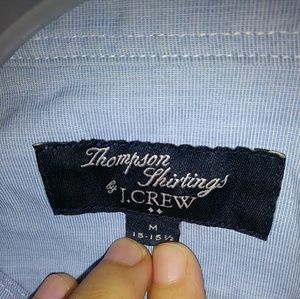 Thompson
Shirtings
by
J.CREW
M
15-15½